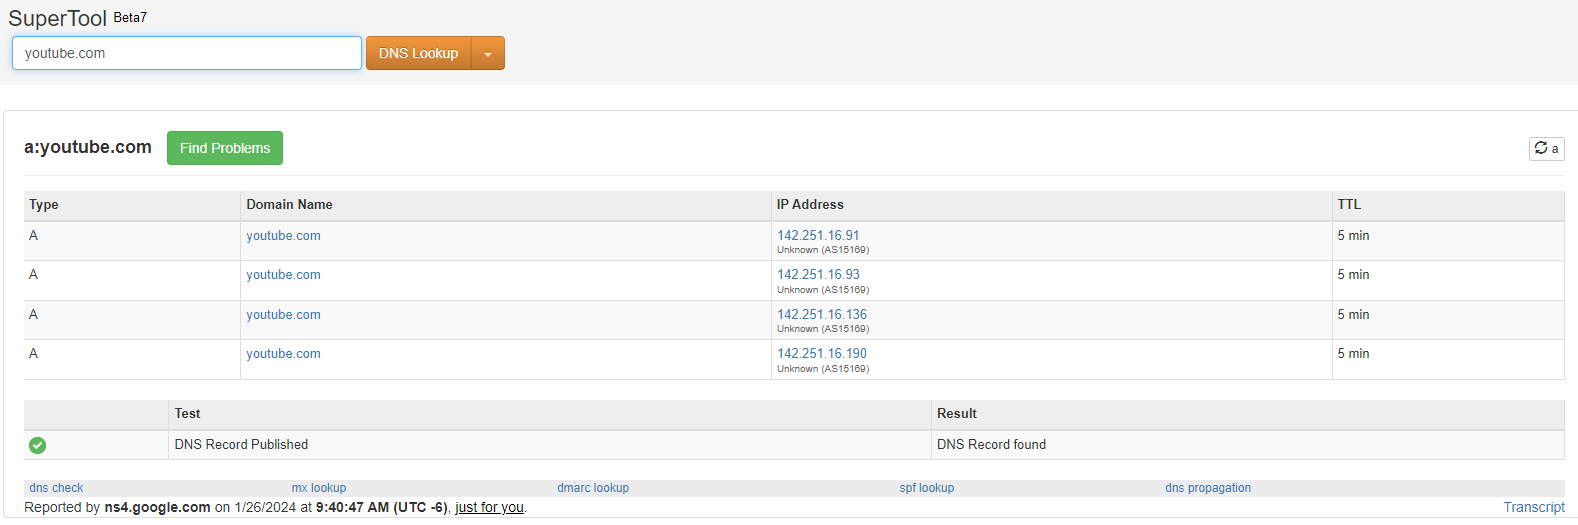 SuperTool Beta7
youtube.com DNS Lookup
a:youtube.com Find Problems a
Type Domain Name IP Address TTL
A youtube.com 142.251.16.91 5 min
Unknown (AS15169)
A youtube.com 142.251.16.93 5 min
Unknown (AS15169)
A youtube.com 142.251.16.136 5 min
Unknown (AS15169)
A youtube.com 142.251.16.190 5 min
Unknown (AS15169)
Test Result
DNS Record Published DNS Record found
dns check mx lookup dmarc lookup spf lookup dns propagation
Reported by ns4.google.com on 1/26/2024 at 9:40:47 AM (UTC -6), just for you. Transcript